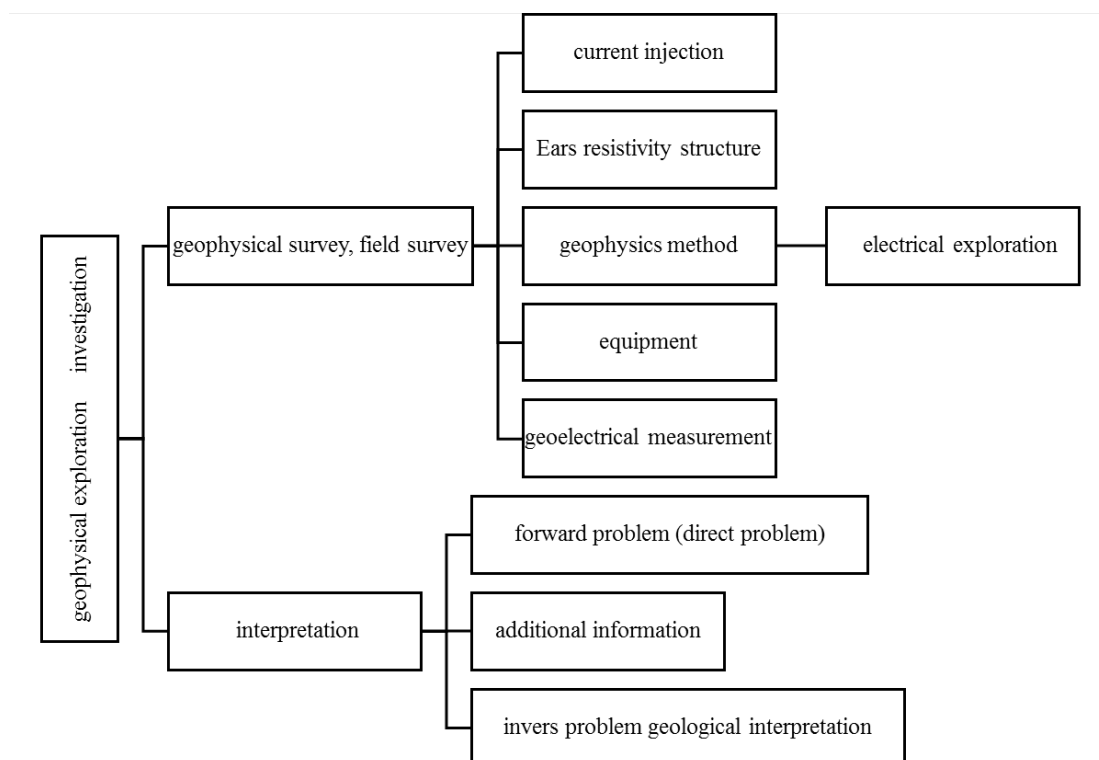 current injection
Ears resistivity structure
geophysical survey, field survey
geophysics method
electrical exploration
equipment
geoelectrical measurement
geophysical exploration investigation
forward problem (direct problem)
interpretation
additional information
invers problem geological interpretation